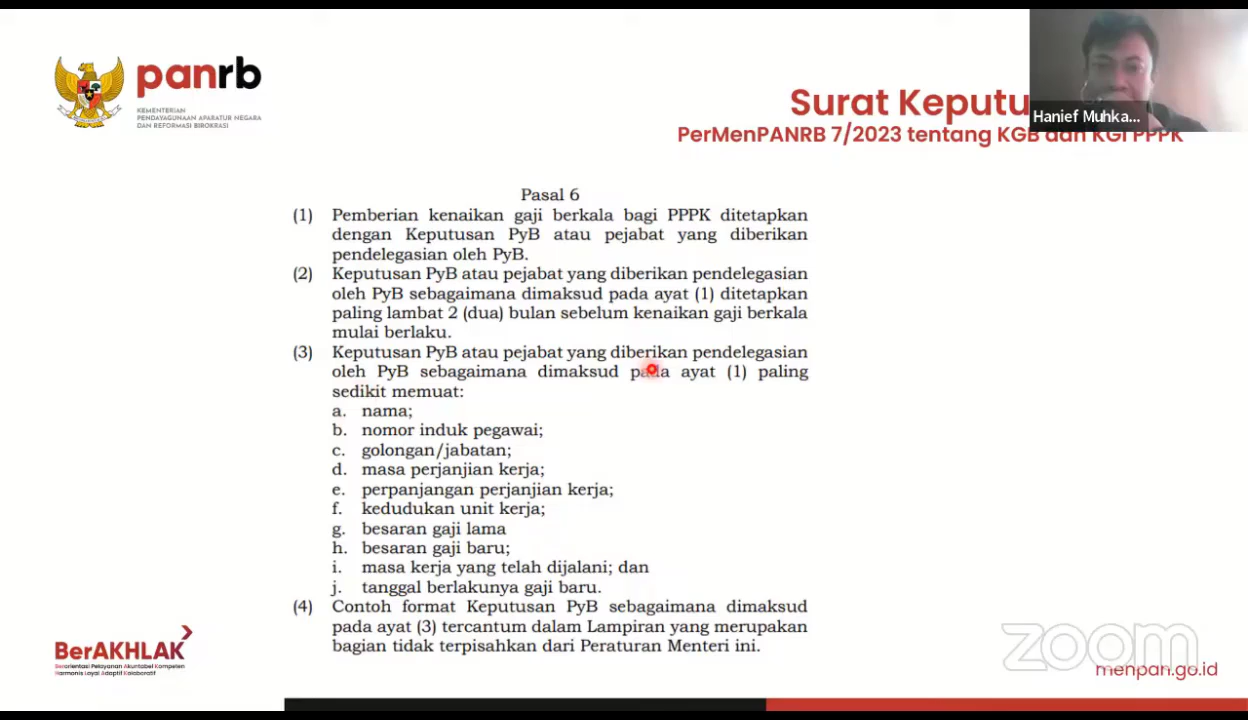 panrb
KEMENTERIAN
PENDAYAGUNAAN APARATUR NEGARA
DAN REFORMASI BIROKRASI
Surat Keputu
Hanief Muhka...
PerMenPANRB 7/2023 tentang KGB dan KGI PPPK
Pasal 6
(1) Pemberian kenaikan gaji berkala bagi PPPK ditetapkan
dengan Keputusan PyB atau pejabat yang diberikan
pendelegasian oleh PyB.
(2) Keputusan PyB atau pejabat yang diberikan pendelegasian
oleh PyB sebagaimana dimaksud pada ayat (1) ditetapkan
paling lambat 2 (dua) bulan sebelum kenaikan gaji berkala
mulai berlaku.
(3) Keputusan PyB atau pejabat yang diberikan pendelegasian
oleh PyB sebagaimana dimaksud pada ayat (1) paling
sedikit memuat:
a. nama;
b. nomor induk pegawai;
c. golongan/jabatan;
d. masa perjanjian kerja;
e. perpanjangan perjanjian kerja;
f. kedudukan unit kerja;
g. besaran gaji lama
h. besaran gaji baru;
i. masa kerja yang telah dijalani; dan
j. tanggal berlakunya gaji baru.
(4) Contoh format Keputusan PyB sebagaimana dimaksud
pada ayat (3) tercantum dalam Lampiran yang merupakan
bagian tidak terpisahkan dari Peraturan Menteri ini.
BerAKHLAK
Berorientasi Pelayanan Akuntabel Kompeten
Harmonis Loyal Adaptif Kolaboratif
zoom
menpan.go.id